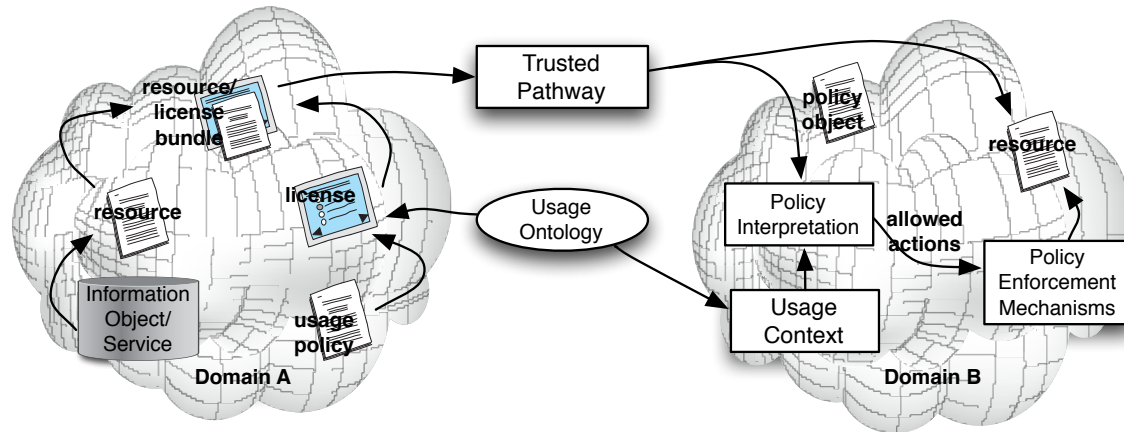 resource/
license
bundle
resource
license
Information
Object/
Service
usage
policy
Domain A
Trusted
Pathway
Usage
Ontology
policy
object
resource
Policy
Interpretation
allowed
actions
Policy
Enforcement
Mechanisms
Usage
Context
Domain B